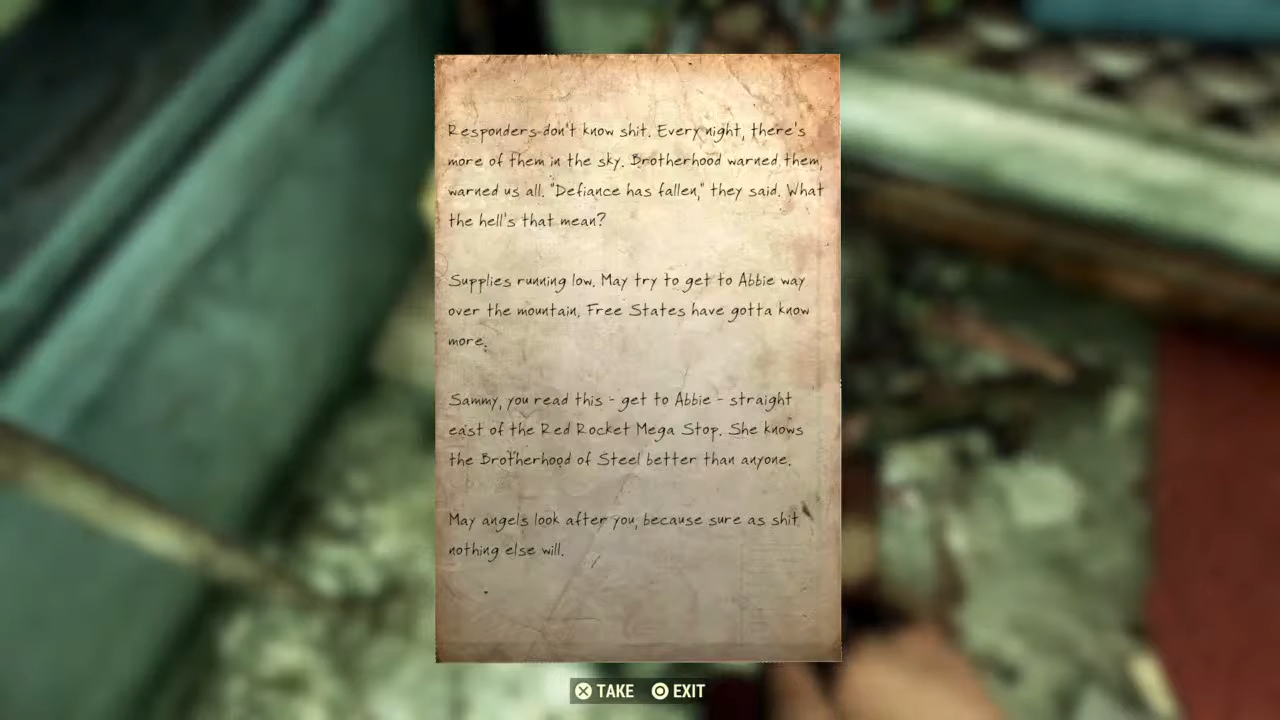 Responders don't know shit. Every night, there's
more of them in the sky. Brotherhood warned them,
warned us all. "Defiance has fallen," they said. What
the hell's that mean?
Supplies running low. May try to get to Abbie way
over the mountain. Free States have gotta know
more.
Sammy, you read this - get to Abbie - straight
east of the Red Rocket Mega Stop. She knows
the Brotherhood of Steel better than anyone.
May angels look after you, because sure as shit
nothing else will.
TAKE EXIT